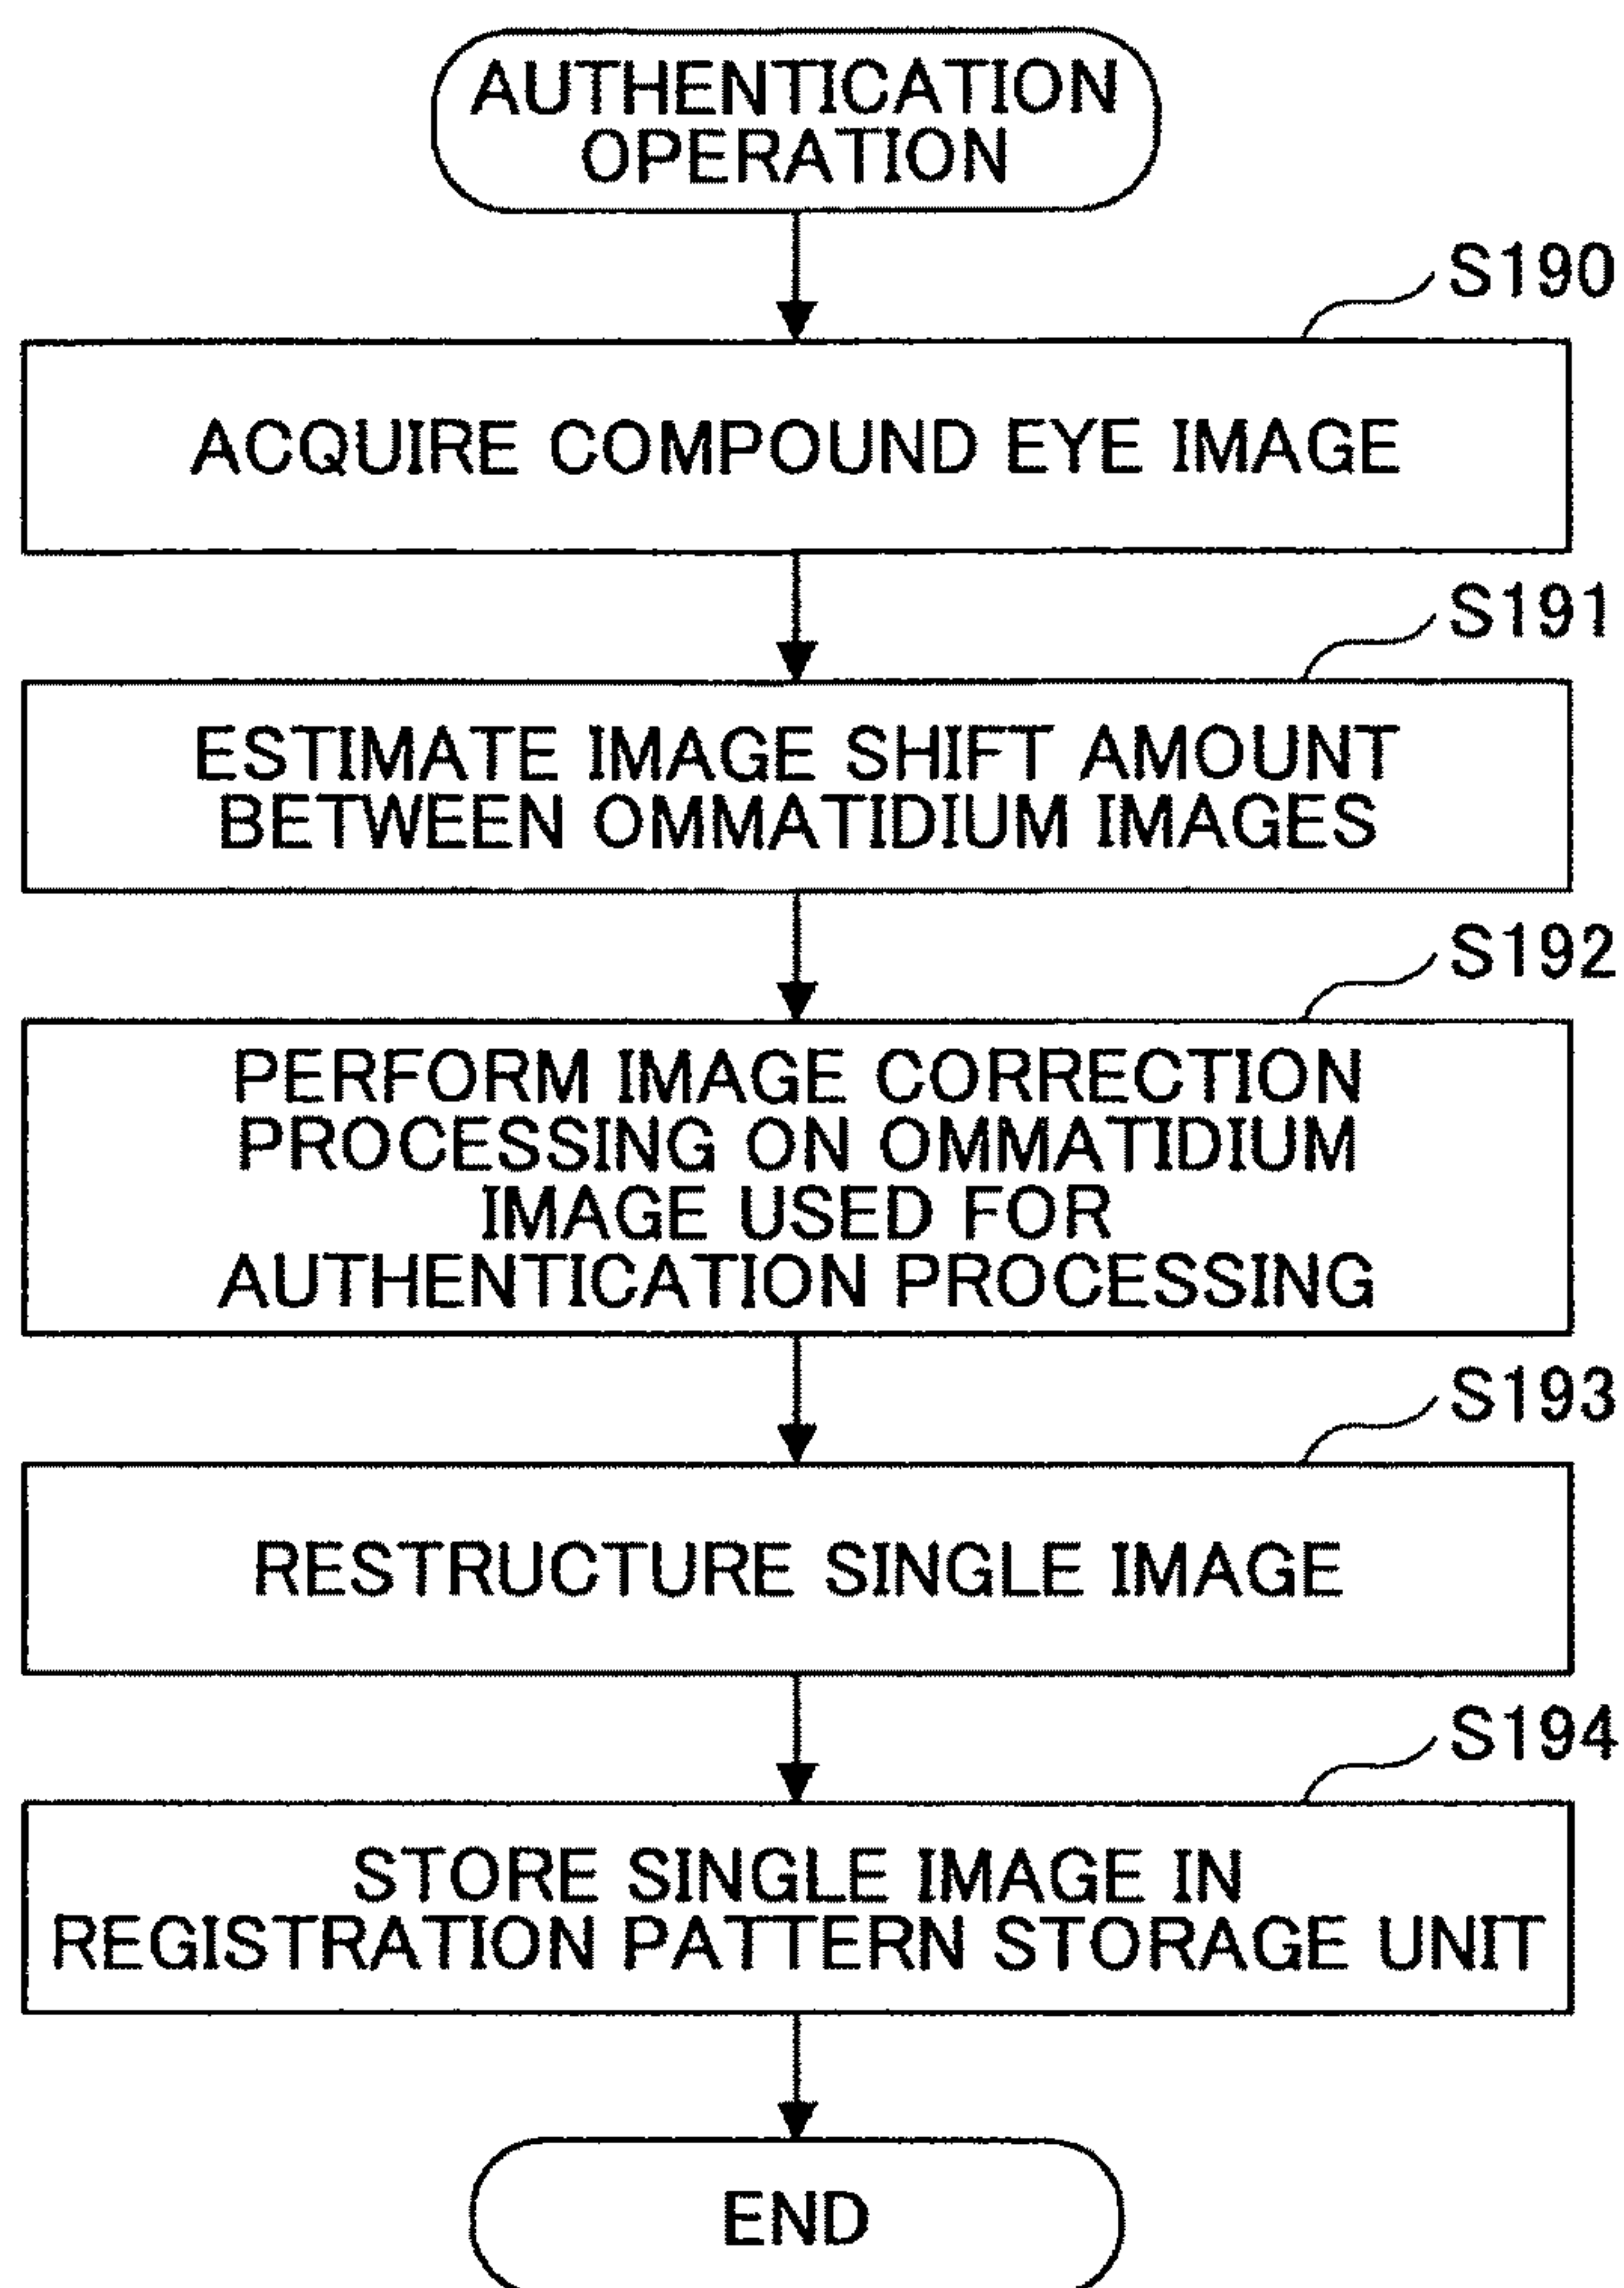 AUTHENTICATION
OPERATION
S190
ACQUIRE COMPOUND EYE IMAGE
S191
ESTIMATE IMAGE SHIFT AMOUNT
BETWEEN OMMATIDIUM IMAGES
S192
PERFORM IMAGE CORRECTION
PROCESSING ON OMMATIDIUM
IMAGE USED FOR
AUTHENTICATION PROCESSING
S193
RESTRUCTURE SINGLE IMAGE
S194
STORE SINGLE IMAGE IN
REGISTRATION PATTERN STORAGE UNIT
END